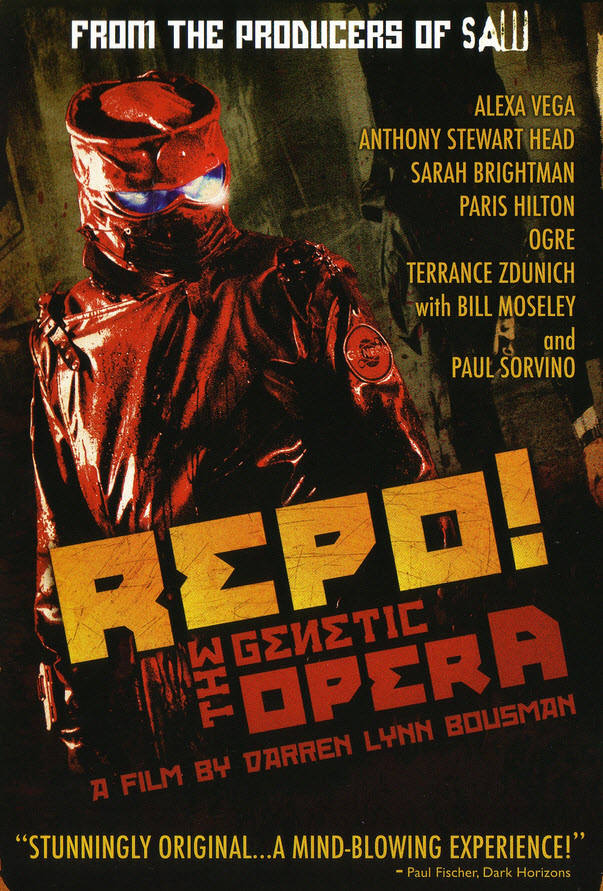 FROM THE PRODUCERS OF SAW
ALEXA VEGA
ANTHONY STEWART HEAD
SARAH BRIGHTMAN
PARIS HILTON
OGRE
TERRANCE ZDUNICH
with BILL MOSELEY
and
PAUL SORVINO
REPO!
THE GENETIC
OPERA
A FILM BY DARREN LYNN BOUSMAN
“STUNNINGLY ORIGINAL...A MIND-BLOWING EXPERIENCE!”
- Paul Fischer, Dark Horizons